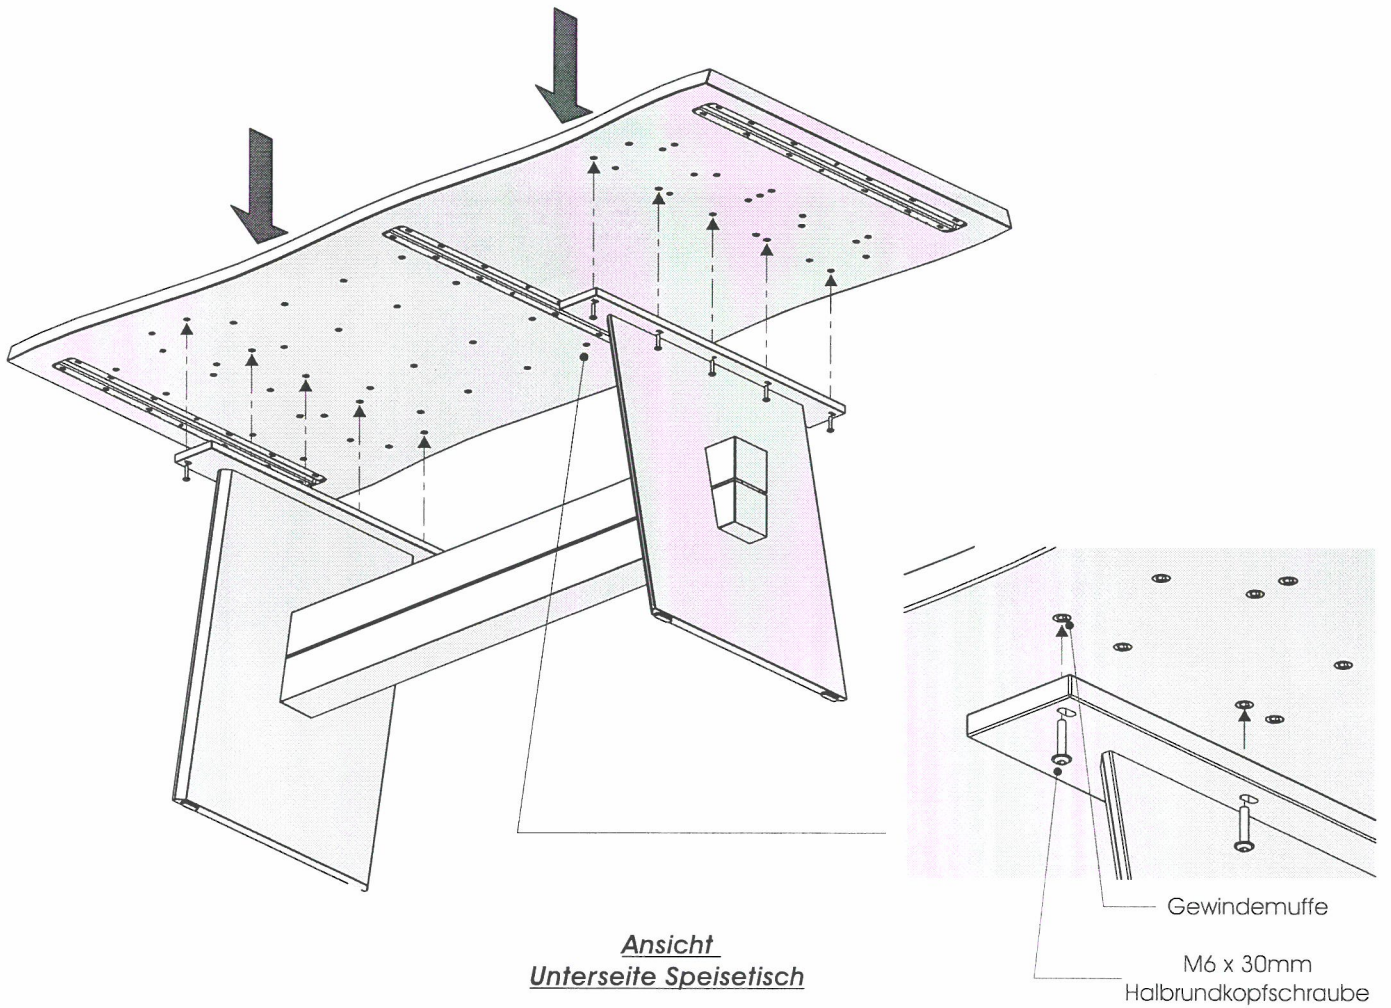 Gewindemuffe
M6 x 30mm
Halbrundkopfschraube
Ansicht
Unterseite Speisetisch